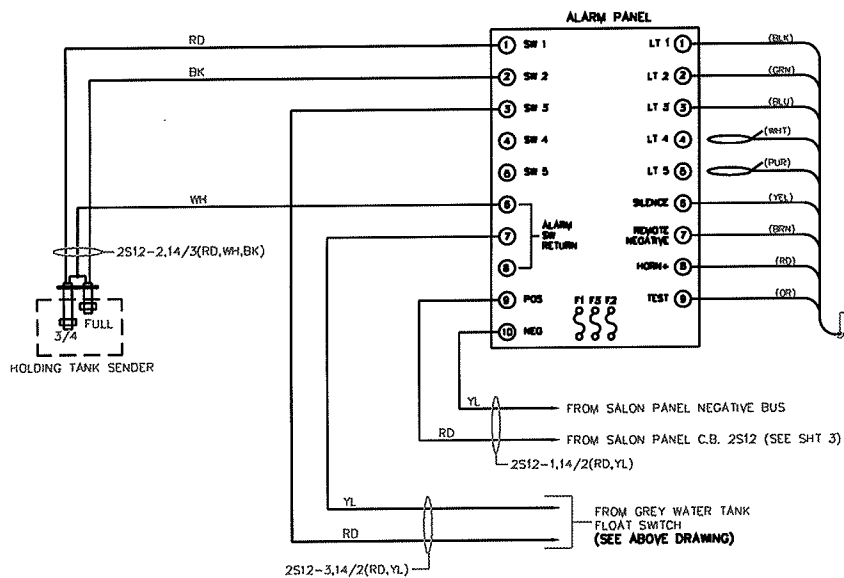 ALARM PANEL
RD
1 SW 1
LT 1 1
(BLK)
BK
2 SW 2
LT 2 2
(GRN)
3 SW 3
LT 3 3
(BLU)
4 SW 4
LT 4 4
(WHT)
5 SW 5
LT 5 5
(PUR)
WH
6
SILENCE 6
(YEL)
7
ALARM
SW
RETURN
REMOTE
NEGATIVE 7
(BRN)
8
HORN+ 8
(RD)
9 POS
F1 F3 F2
TEST 9
(OR)
10 NEG
2S12-2,14/3(RD,WH,BK)
FULL
3/4
HOLDING TANK SENDER
YL
FROM SALON PANEL NEGATIVE BUS
RD
FROM SALON PANEL C.B. 2S12 (SEE SHT 3)
2S12-1,14/2(RD,YL)
YL
FROM GREY WATER TANK
FLOAT SWITCH
(SEE ABOVE DRAWING)
RD
2S12-3,14/2(RD,YL)